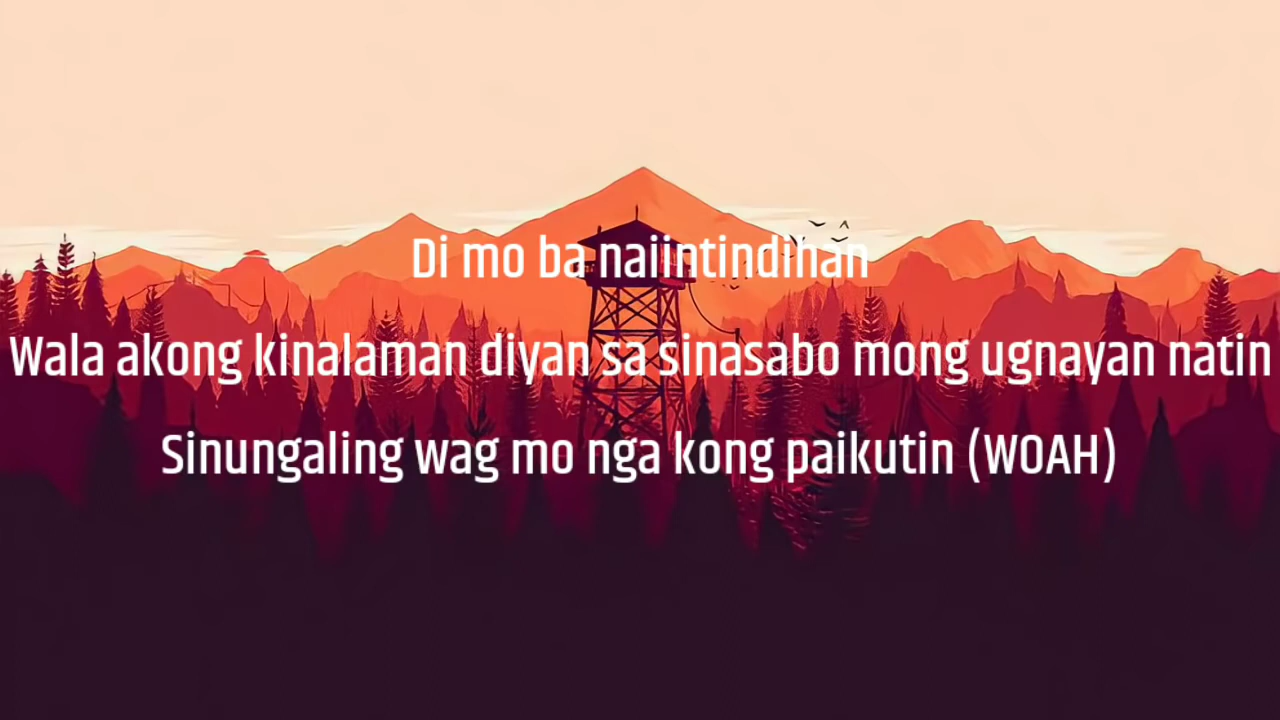 Di mo ba naiintindihan
Wala akong kinalaman diyan sa sinasabo mong ugnayan natin
Sinungaling wag mo nga kong paikutin (WOAH)